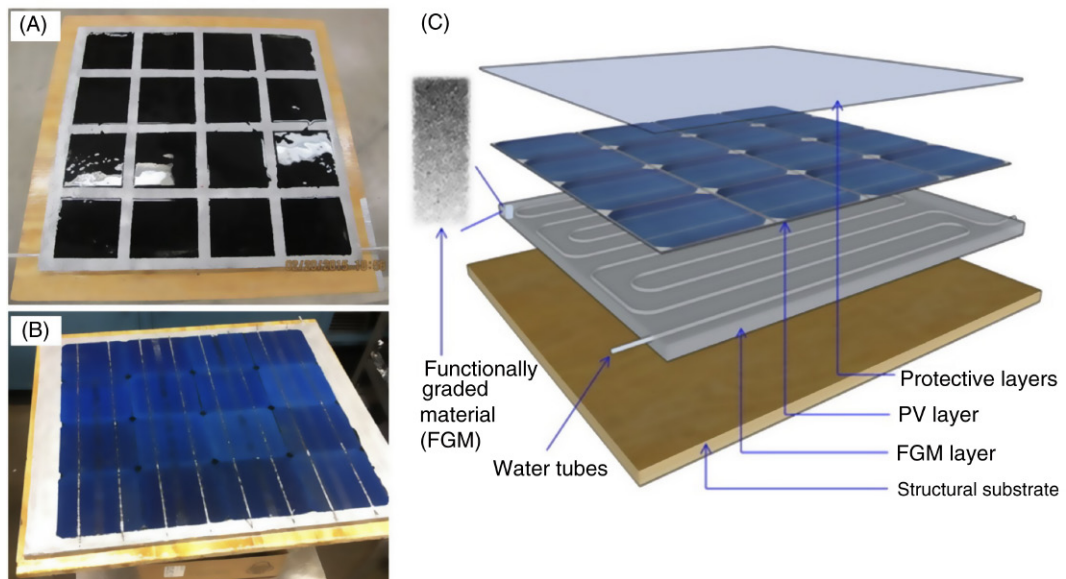 (A)
(B)
(C)
Functionally
graded
material
(FGM)
Water tubes
Protective layers
PV layer
FGM layer
Structural substrate